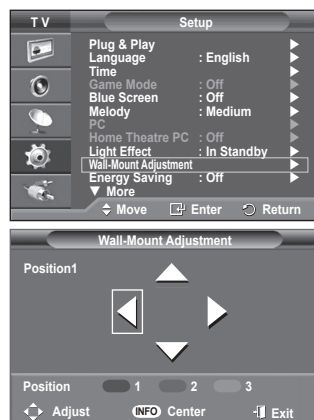 TV Setup
Plug & Play
Language : English
Time
Game Mode : Off
Blue Screen : Off
Melody : Medium
PC
Home Theatre PC : Off
Light Effect : In Standby
Wall-Mount Adjustment
Energy Saving : Off
▼ More
Move Enter Return
Wall-Mount Adjustment
Position1
Position 1 2 3
Adjust INFO Center Exit